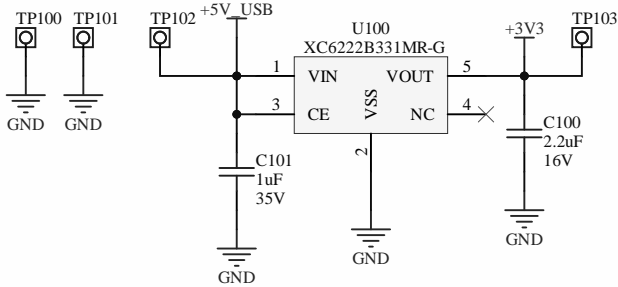 TP100
TP101
TP102
+5V_USB
U100
XC6222B331MR-G
+3V3
TP103
1
VIN
VOUT
5
3
CE
VSS
NC
4
2
C101
1uF
35V
C100
2.2uF
16V
GND
GND
GND
GND
GND